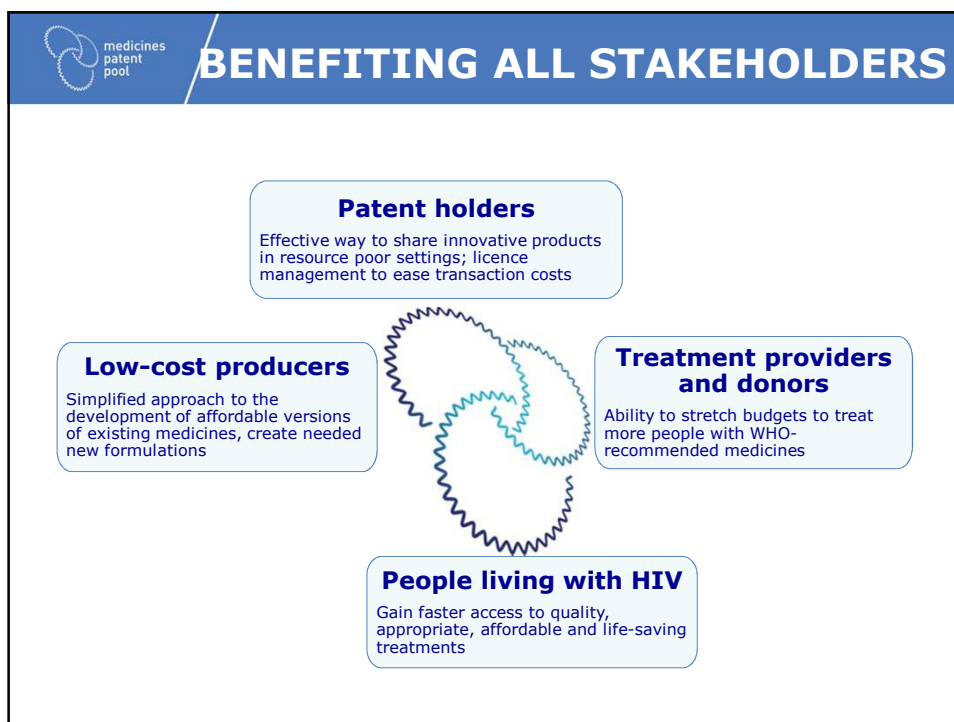 medicines
patent
pool
BENEFITING ALL STAKEHOLDERS
Patent holders
Effective way to share innovative products
in resource poor settings; licence
management to ease transaction costs
Low-cost producers
Simplified approach to the
development of affordable versions
of existing medicines, create needed
new formulations
Treatment providers
and donors
Ability to stretch budgets to treat
more people with WHO-
recommended medicines
People living with HIV
Gain faster access to quality,
appropriate, affordable and life-saving
treatments